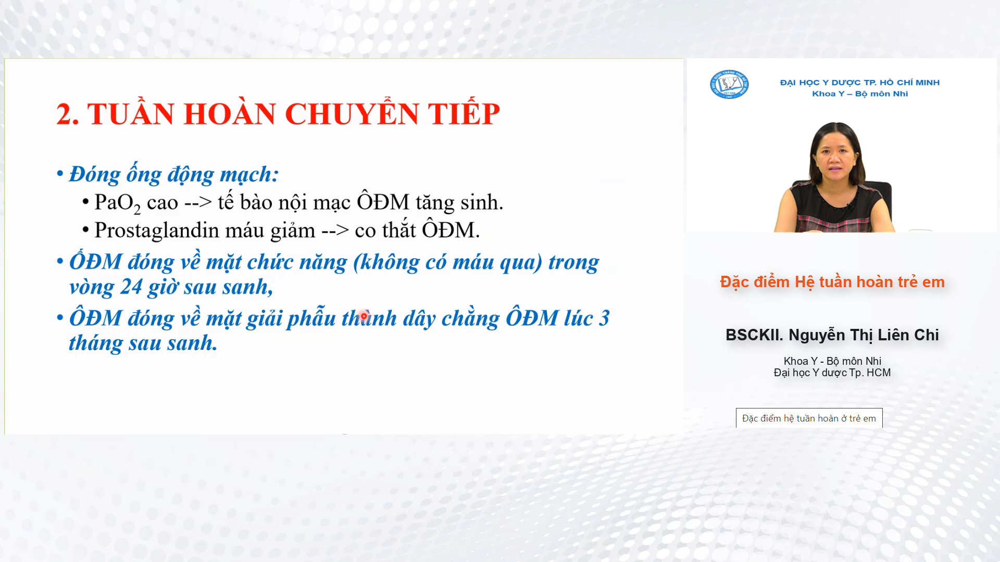 2. TUẦN HOÀN CHUYỂN TIẾP
• Đóng ống động mạch:
• PaO2 cao --> tế bào nội mạc ÔĐM tăng sinh.
• Prostaglandin máu giảm --> co thắt ÔĐM.
• ỐĐM đóng về mặt chức năng (không có máu qua) trong
vòng 24 giờ sau sanh,
• ÔĐM đóng về mặt giải phẫu thành dây chằng ÔĐM lúc 3
tháng sau sanh.
ĐẠI HỌC Y DƯỢC TP. HỒ CHÍ MINH
Khoa Y – Bộ môn Nhi
Đặc điểm Hệ tuần hoàn trẻ em
BSCKII. Nguyễn Thị Liên Chi
Khoa Y - Bộ môn Nhi
Đại học Y dược Tp. HCM
Đặc điểm hệ tuần hoàn ở trẻ em